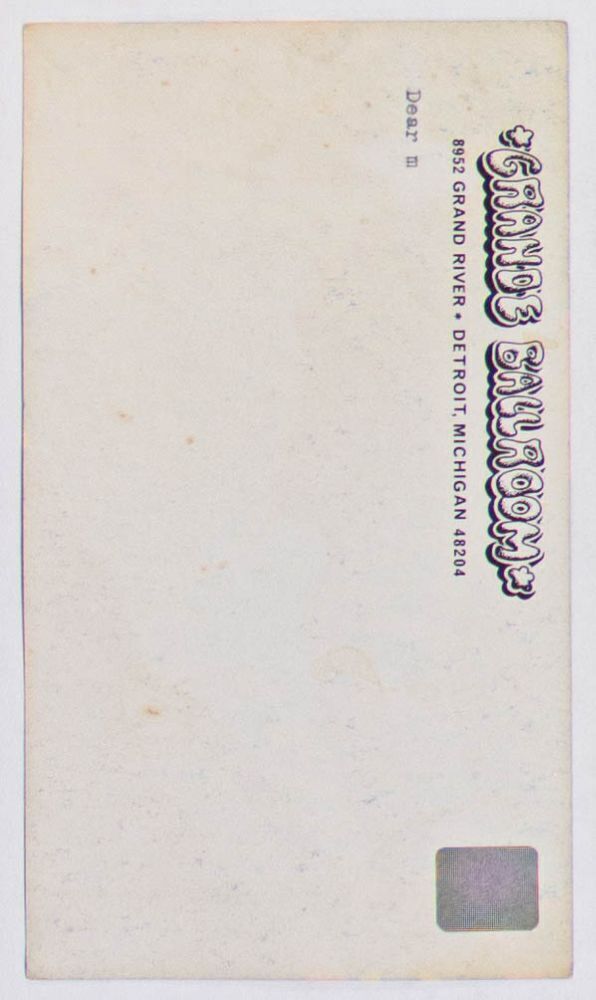 *GRANDE BALLROOM*
8952 GRAND RIVER * DETROIT, MICHIGAN 48204
Dear m